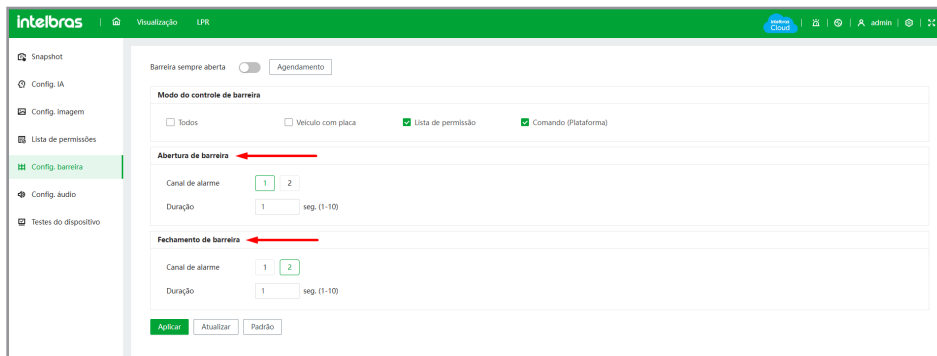 intelbras Visualização LPR intelbras Cloud admin
Snapshot
Config. IA
Config. imagem
Lista de permissões
Config. barreira
Config. áudio
Testes do dispositivo
Barreira sempre aberta Agendamento
Modo do controle de barreira
Todos Veículo com placa Lista de permissão Comando (Plataforma)
Abertura de barreira
Canal de alarme 1 2
Duração 1 seg. (1-10)
Fechamento de barreira
Canal de alarme 1 2
Duração 1 seg. (1-10)
Aplicar Atualizar Padrão